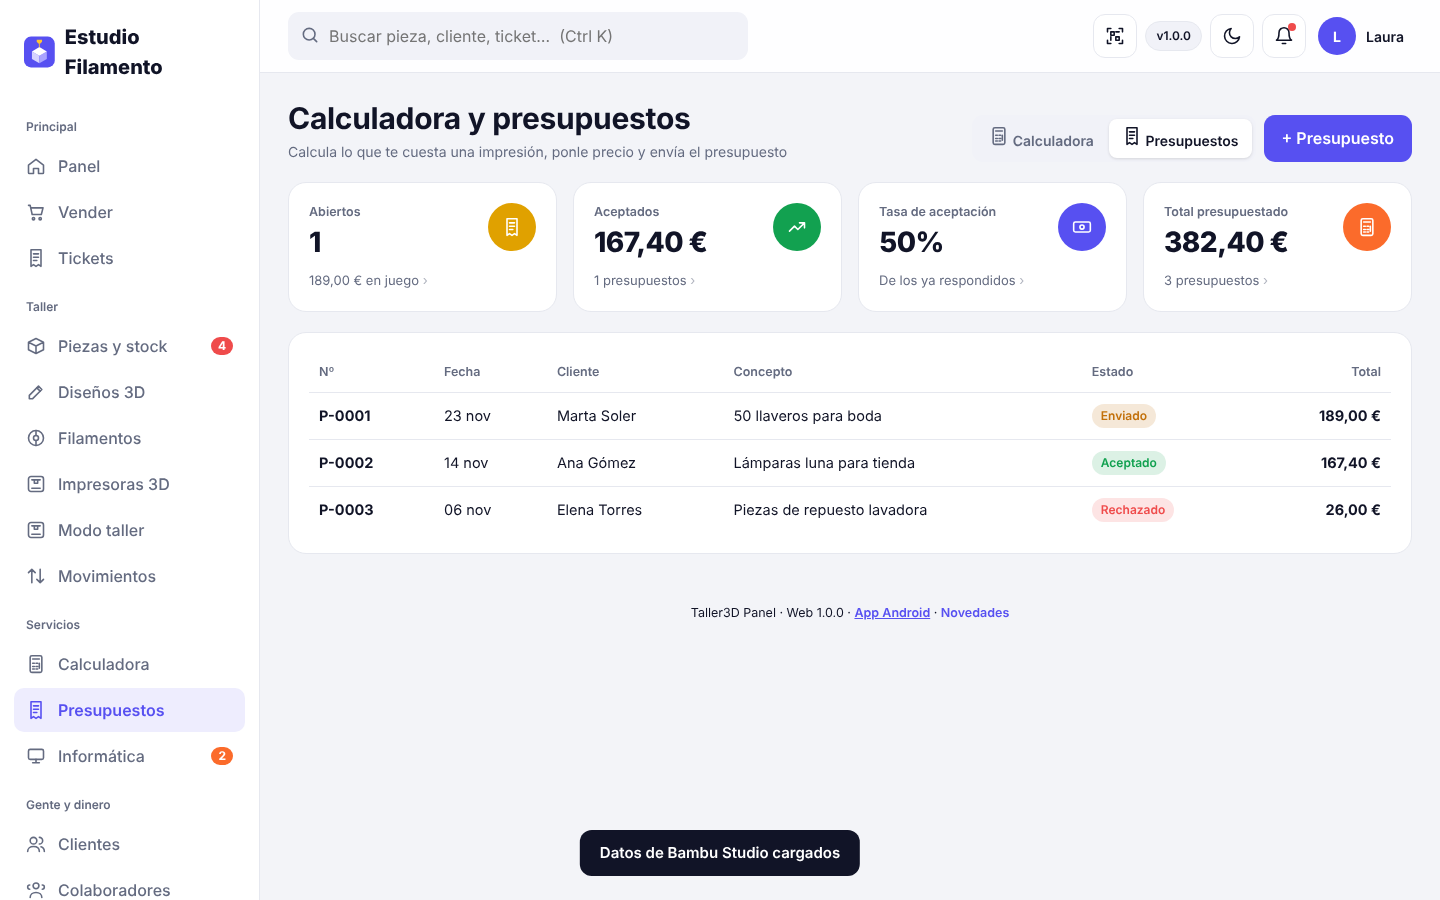 Estudio
Filamento
Buscar pieza, cliente, ticket... (Ctrl K)
v1.0.0
L
Laura
Principal
Panel
Vender
Tickets
Taller
Piezas y stock
4
Diseños 3D
Filamentos
Impresoras 3D
Modo taller
Movimientos
Servicios
Calculadora
Presupuestos
Informática
2
Gente y dinero
Clientes
Colaboradores
Calculadora y presupuestos
Calcula lo que te cuesta una impresión, ponle precio y envía el presupuesto
Calculadora
Presupuestos
+ Presupuesto
Abiertos
1
189,00 € en juego ›
Aceptados
167,40 €
1 presupuestos ›
Tasa de aceptación
50%
De los ya respondidos ›
Total presupuestado
382,40 €
3 presupuestos ›
Nº Fecha Cliente Concepto Estado Total
P-0001 23 nov Marta Soler 50 llaveros para boda Enviado 189,00 €
P-0002 14 nov Ana Gómez Lámparas luna para tienda Aceptado 167,40 €
P-0003 06 nov Elena Torres Piezas de repuesto lavadora Rechazado 26,00 €
Taller3D Panel · Web 1.0.0 · App Android · Novedades
Datos de Bambu Studio cargados